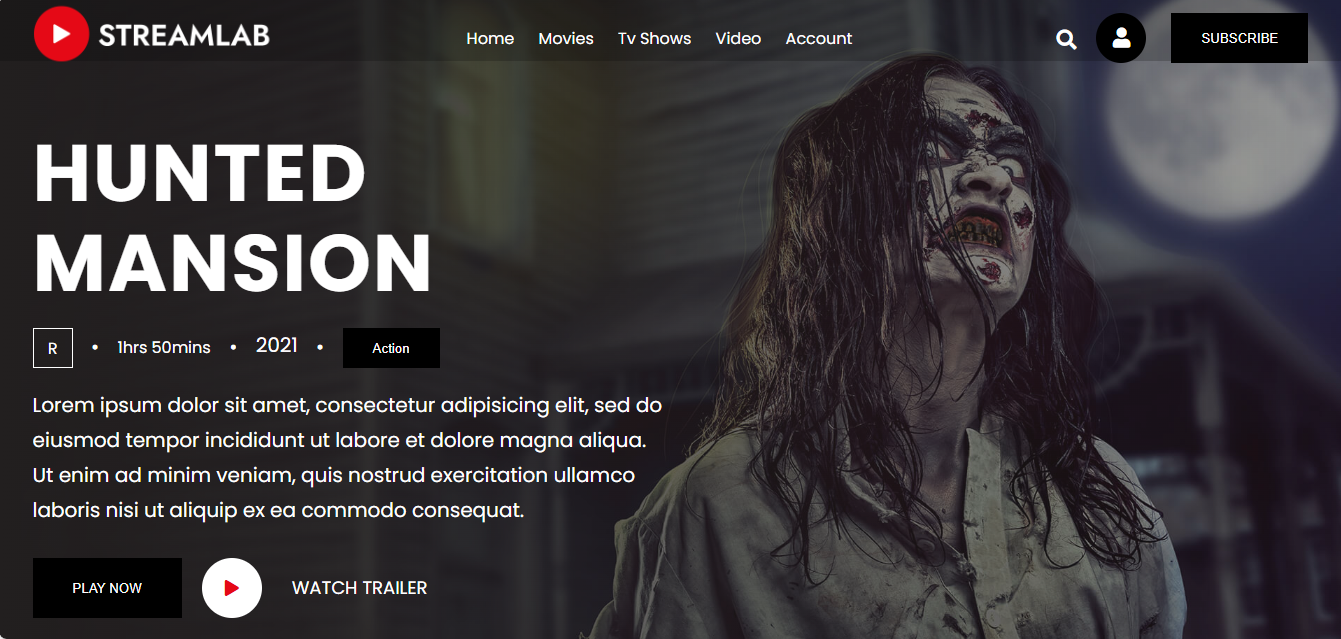 STREAMLAB
Home Movies Tv Shows Video Account
SUBSCRIBE
HUNTED
MANSION
R • 1hrs 50mins • 2021 • Action
Lorem ipsum dolor sit amet, consectetur adipisicing elit, sed do
eiusmod tempor incididunt ut labore et dolore magna aliqua.
Ut enim ad minim veniam, quis nostrud exercitation ullamco
laboris nisi ut aliquip ex ea commodo consequat.
PLAY NOW
WATCH TRAILER